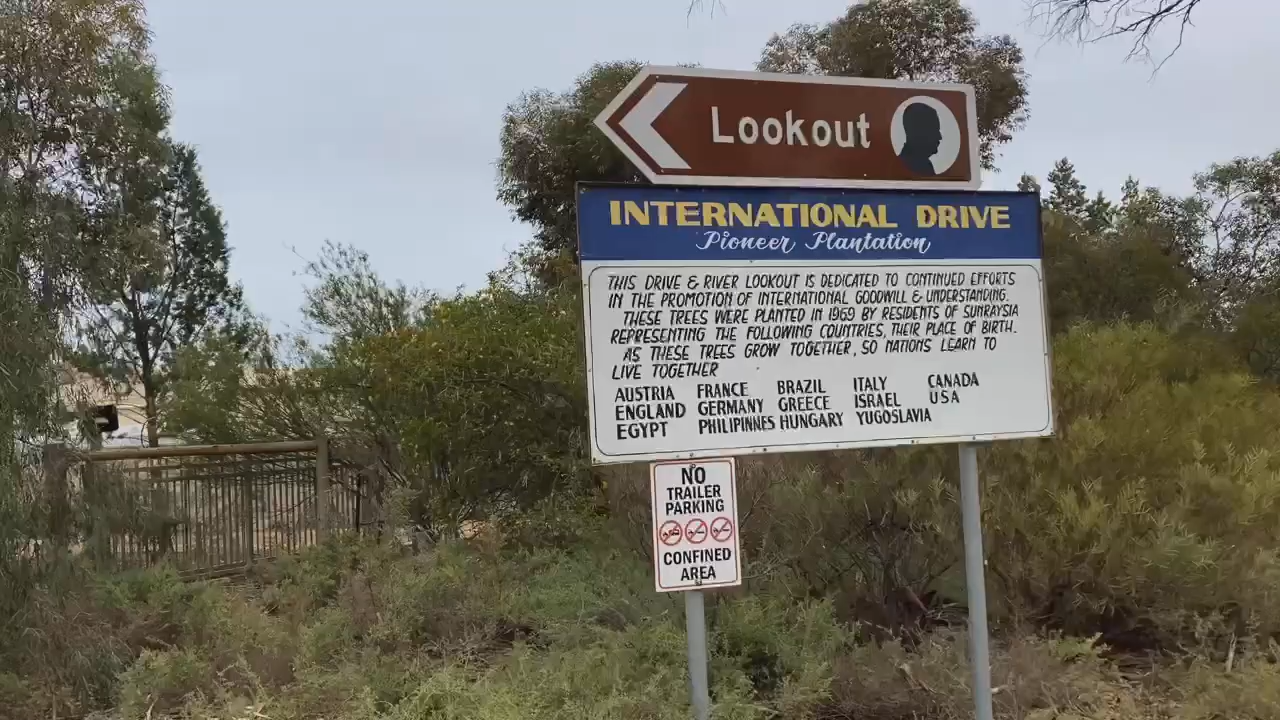 Lookout
INTERNATIONAL DRIVE
Pioneer Plantation
THIS DRIVE & RIVER LOOKOUT IS DEDICATED TO CONTINUED EFFORTS
IN THE PROMOTION OF INTERNATIONAL GOODWILL & UNDERSTANDING.
THESE TREES WERE PLANTED IN 1969 BY RESIDENTS OF SUNRAYSIA
REPRESENTING THE FOLLOWING COUNTRIES, THEIR PLACE OF BIRTH.
AS THESE TREES GROW TOGETHER, SO NATIONS LEARN TO
LIVE TOGETHER
AUSTRIA FRANCE BRAZIL ITALY CANADA
ENGLAND GERMANY GREECE ISRAEL USA
EGYPT PHILIPINNES HUNGARY YUGOSLAVIA
NO
TRAILER
PARKING
CONFINED
AREA